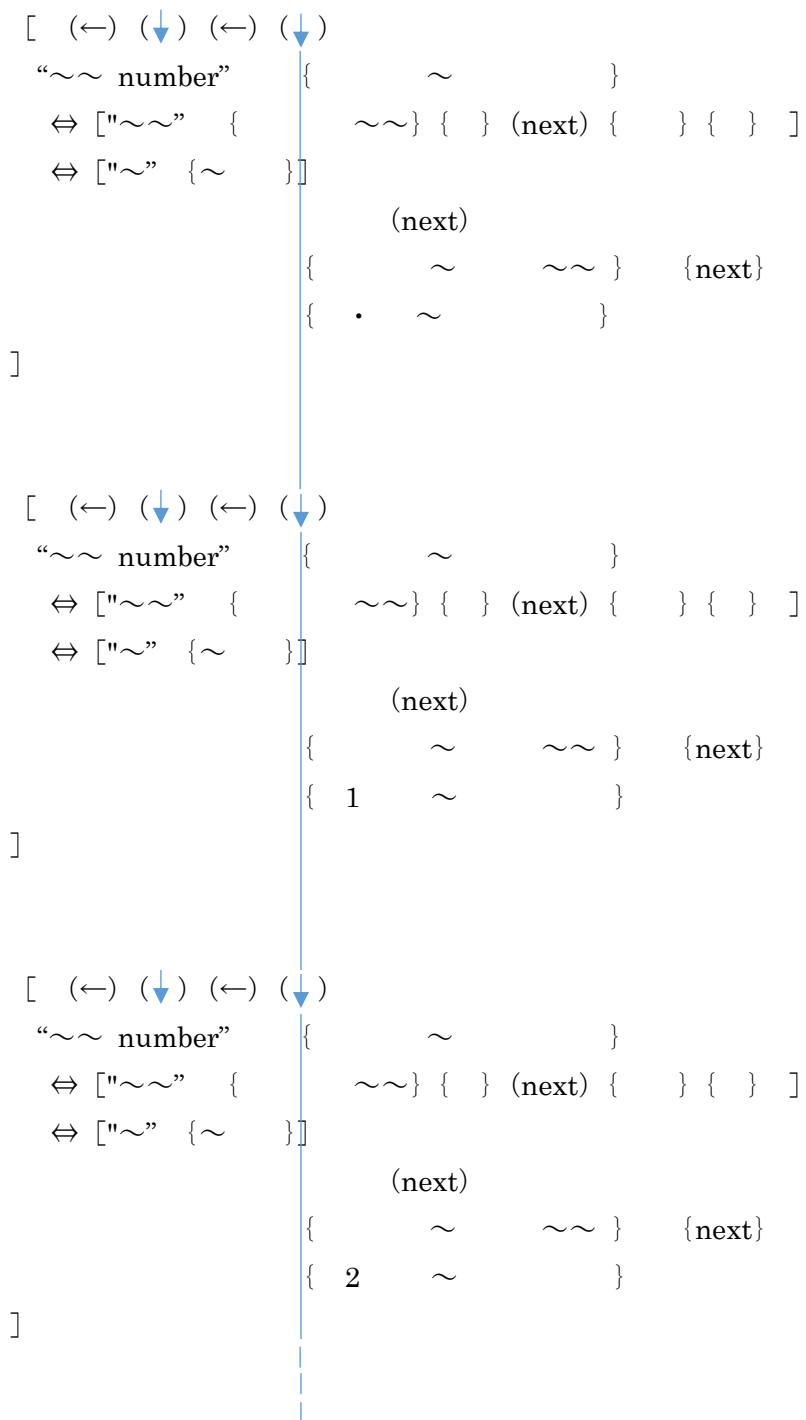 [ (←) (↓) (←) (↓)
“～～ number” { ～ }
⇔ ["～～” { ～～} { } (next) { } { } ]
⇔ ["～” {～ }]
(next)
{ ～ ～～ } {next}
{ ・ ～ }
]
[ (←) (↓) (←) (↓)
“～～ number” { ～ }
⇔ ["～～” { ～～} { } (next) { } { } ]
⇔ ["～” {～ }]
(next)
{ ～ ～～ } {next}
{ 1 ～ }
]
[ (←) (↓) (←) (↓)
“～～ number” { ～ }
⇔ ["～～” { ～～} { } (next) { } { } ]
⇔ ["～” {～ }]
(next)
{ ～ ～～ } {next}
{ 2 ～ }
]